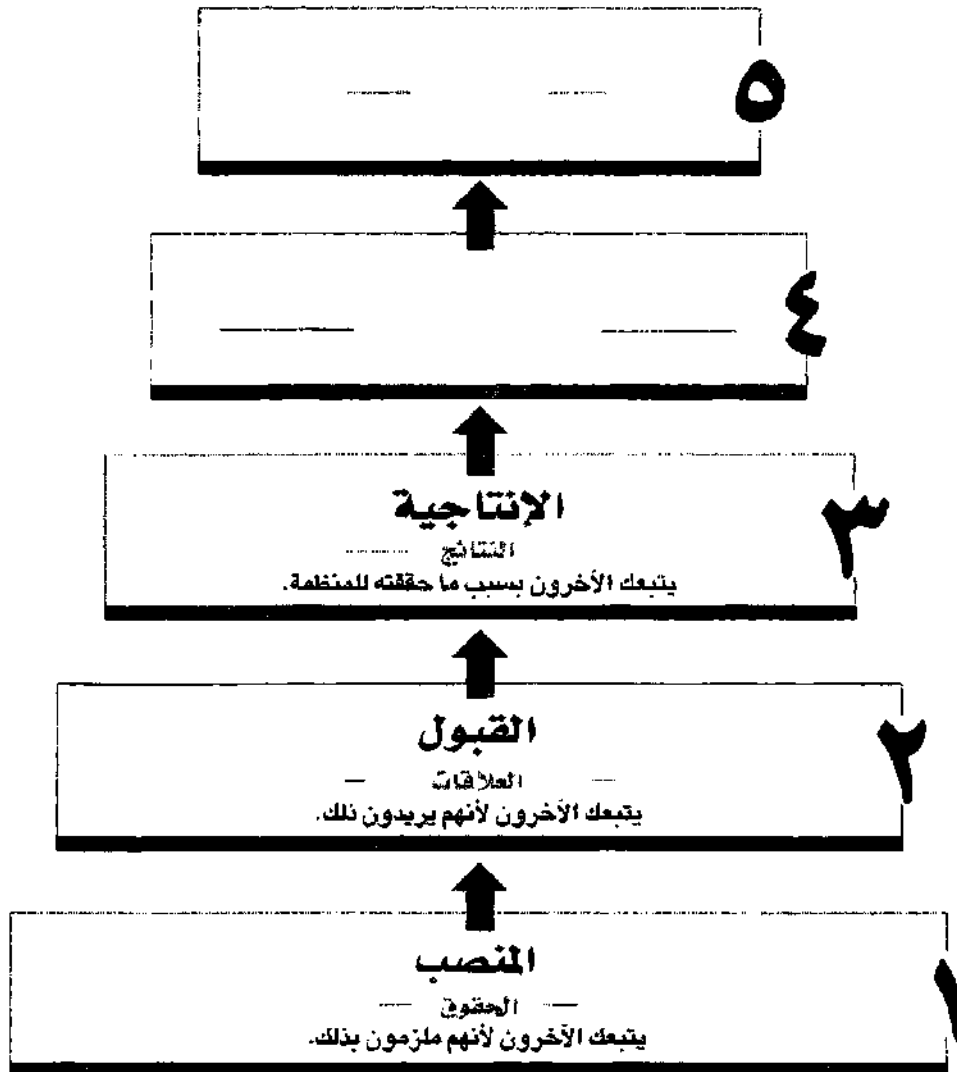 ٥
٤
٣
الإنتاجية
النتائج
يتبعك الآخرون بسبب ما حققته للمنظمة.
٢
القبول
العلاقات
يتبعك الآخرون لأنهم يريدون ذلك.
١
المنصب
الحقوق
يتبعك الآخرون لأنهم ملزمون بذلك.